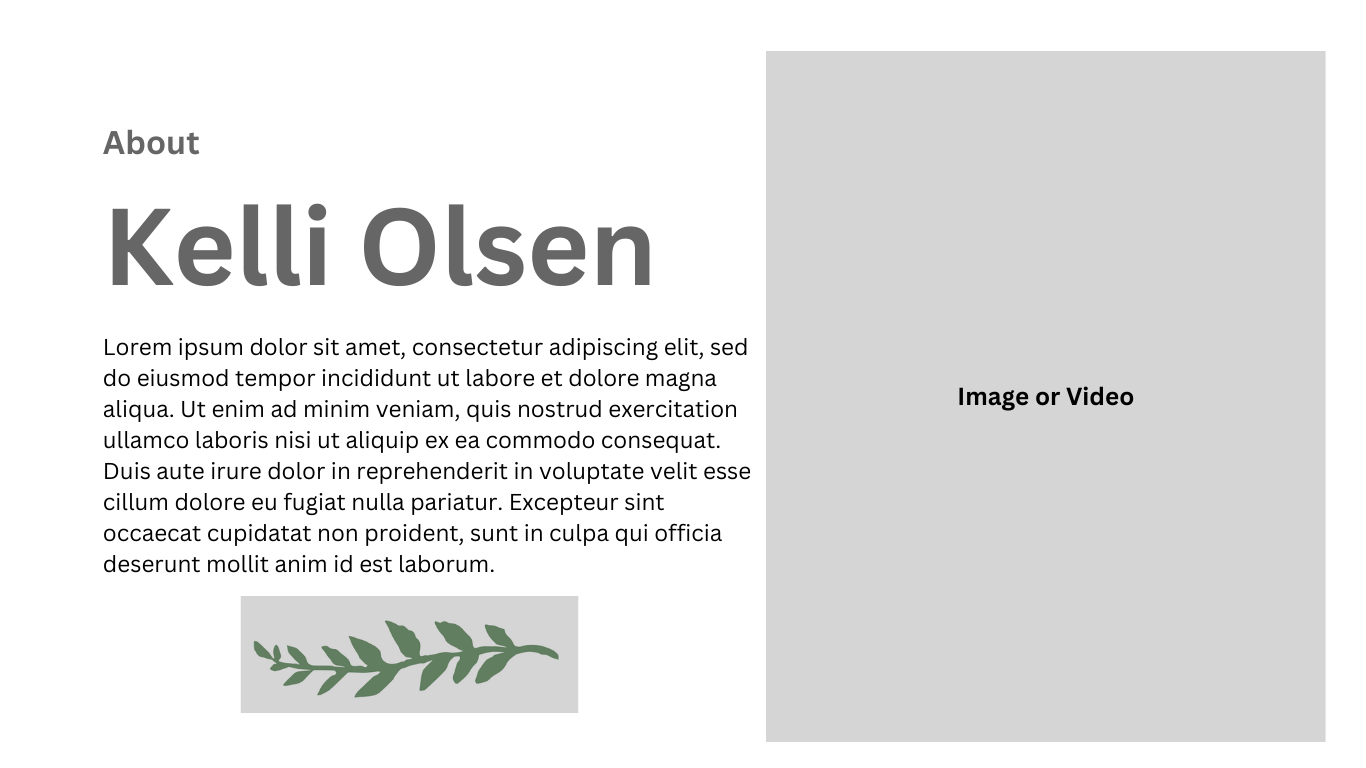 About
Kelli Olsen
Lorem ipsum dolor sit amet, consectetur adipiscing elit, sed
do eiusmod tempor incididunt ut labore et dolore magna
aliqua. Ut enim ad minim veniam, quis nostrud exercitation
ullamco laboris nisi ut aliquip ex ea commodo consequat.
Duis aute irure dolor in reprehenderit in voluptate velit esse
cillum dolore eu fugiat nulla pariatur. Excepteur sint
occaecat cupidatat non proident, sunt in culpa qui officia
deserunt mollit anim id est laborum.
Image or Video